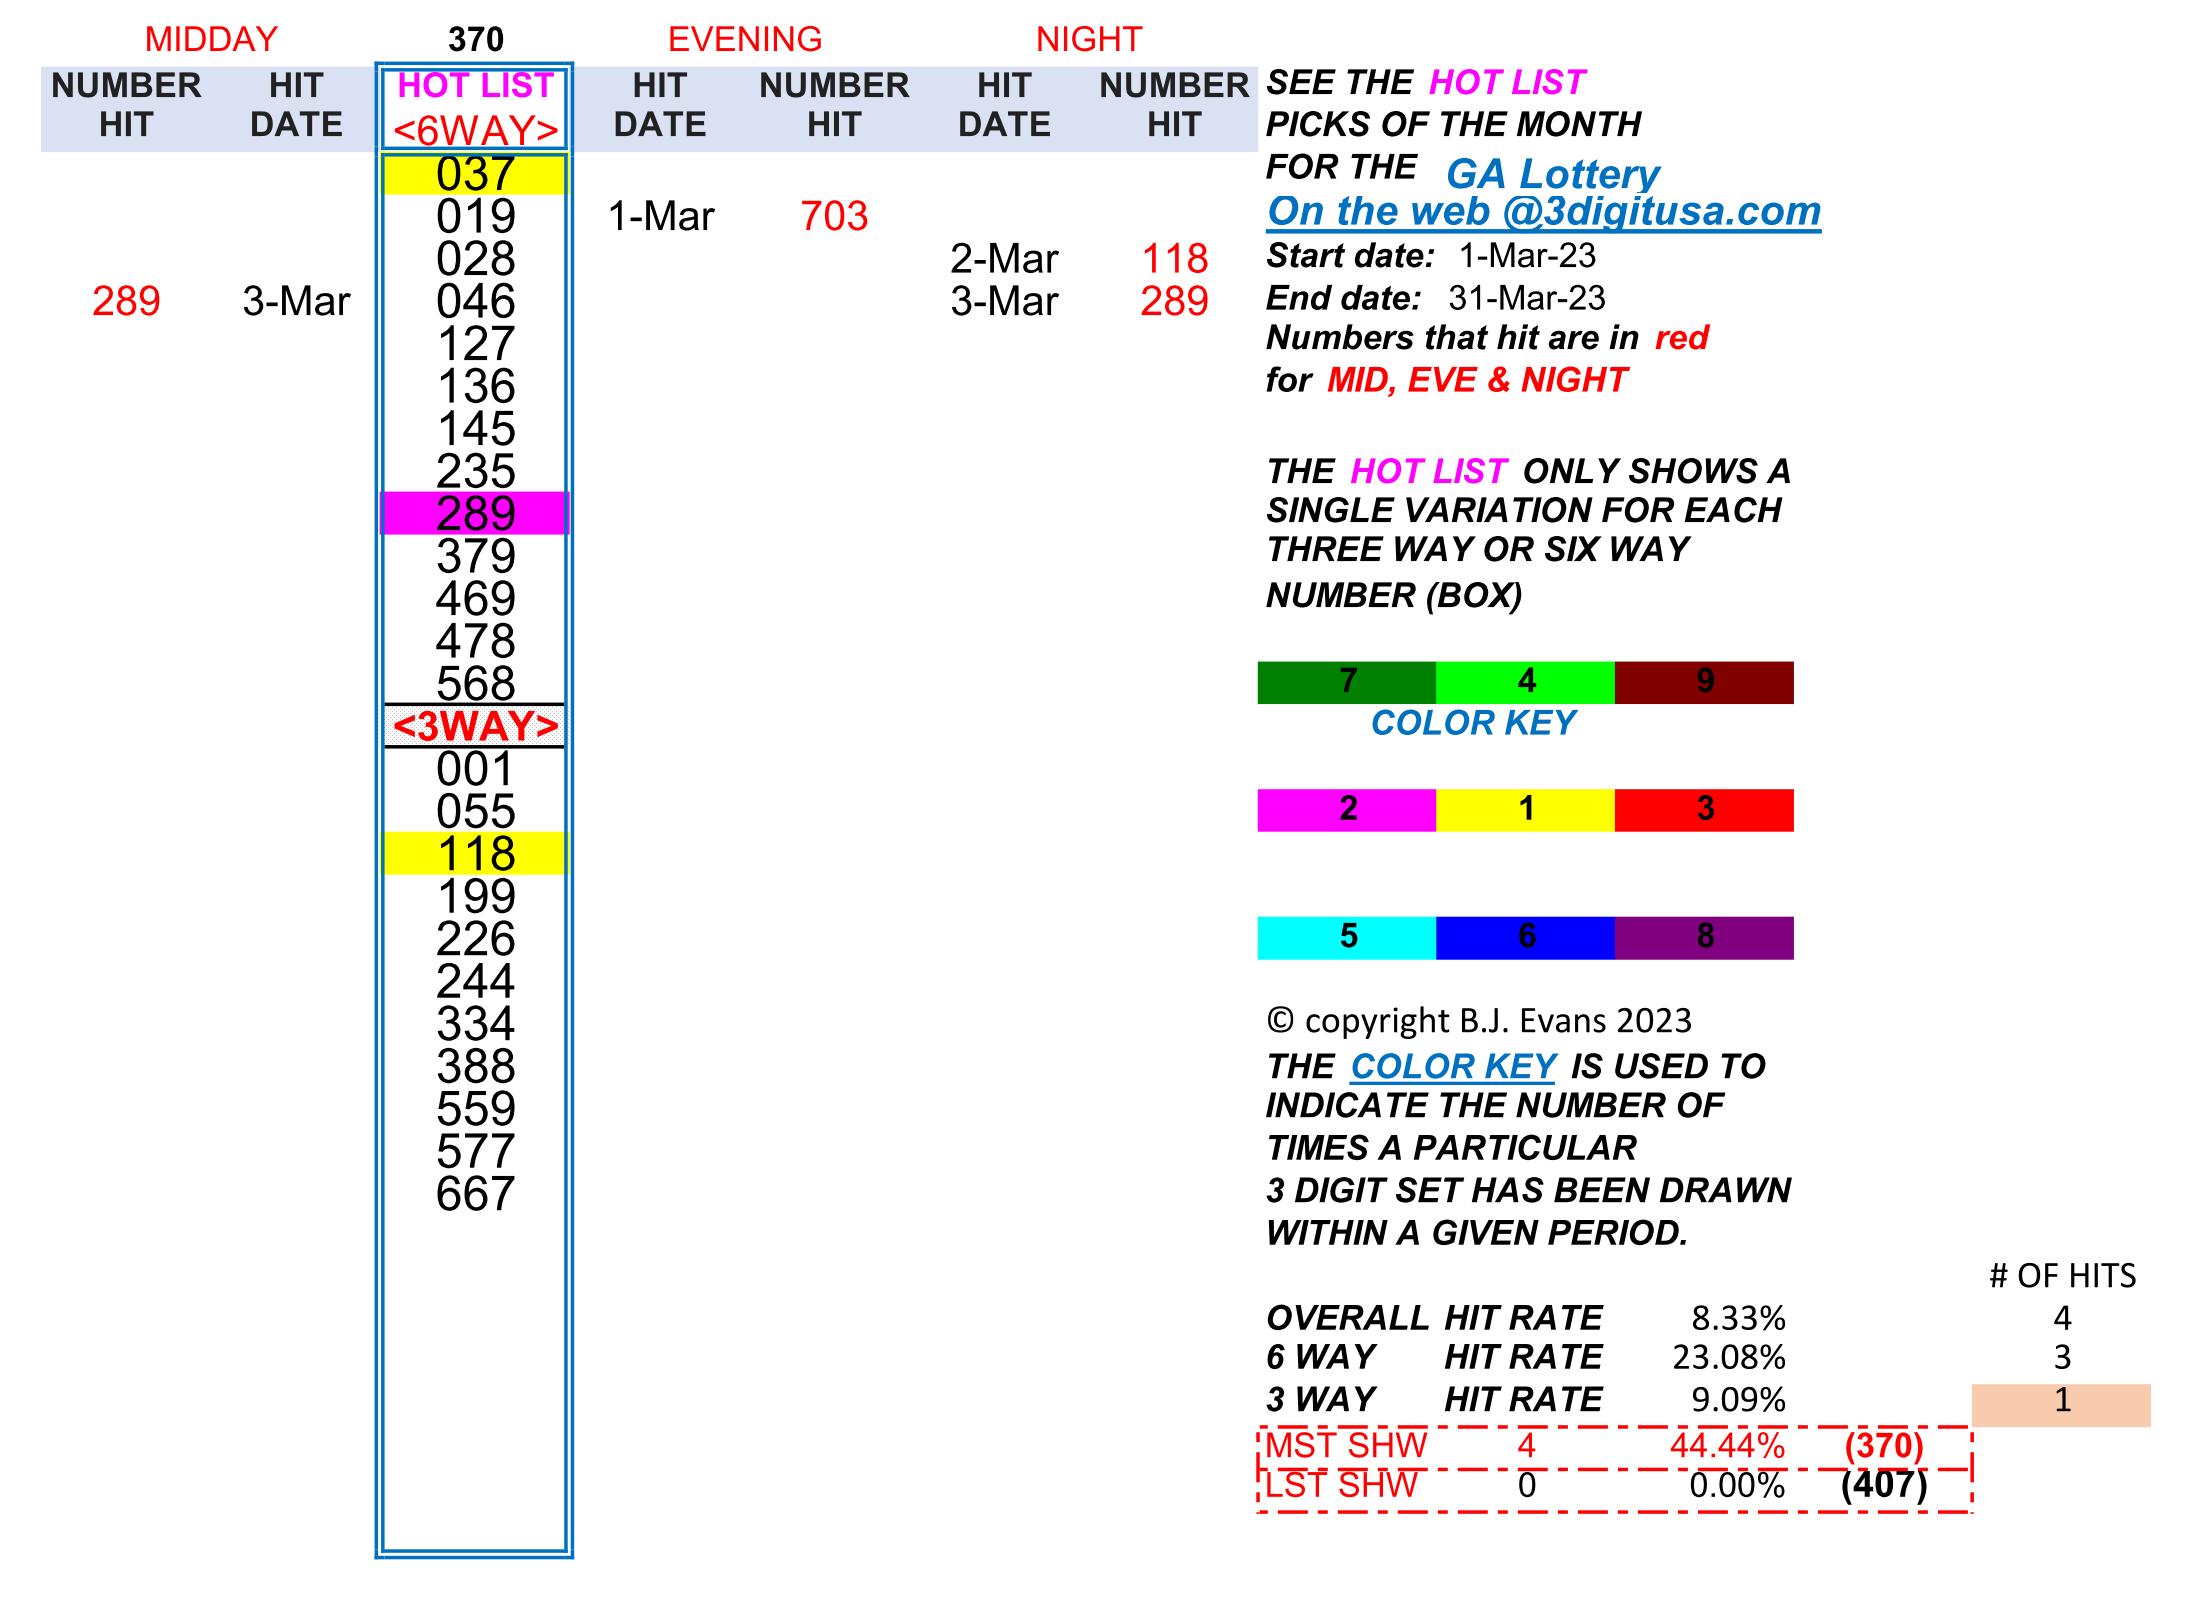 MIDDAY 370 EVENING NIGHT
NUMBER HIT HOT LIST HIT NUMBER HIT NUMBER
HIT DATE <6WAY> DATE HIT DATE HIT
037
019 1-Mar 703
028 2-Mar 118
289 3-Mar 046 3-Mar 289
127
136
145
235
289
379
469
478
568
<3WAY>
001
055
118
199
226
244
334
388
559
577
667
SEE THE HOT LIST
PICKS OF THE MONTH
FOR THE GA Lottery
On the web @3digitusa.com
Start date: 1-Mar-23
End date: 31-Mar-23
Numbers that hit are in red
for MID, EVE & NIGHT
THE HOT LIST ONLY SHOWS A
SINGLE VARIATION FOR EACH
THREE WAY OR SIX WAY
NUMBER (BOX)
7 4 9
COLOR KEY
2 1 3
5 6 8
© copyright B.J. Evans 2023
THE COLOR KEY IS USED TO
INDICATE THE NUMBER OF
TIMES A PARTICULAR
3 DIGIT SET HAS BEEN DRAWN
WITHIN A GIVEN PERIOD.
# OF HITS
OVERALL HIT RATE 8.33% 4
6 WAY HIT RATE 23.08% 3
3 WAY HIT RATE 9.09% 1
MST SHW 4 44.44% (370)
LST SHW 0 0.00% (407)